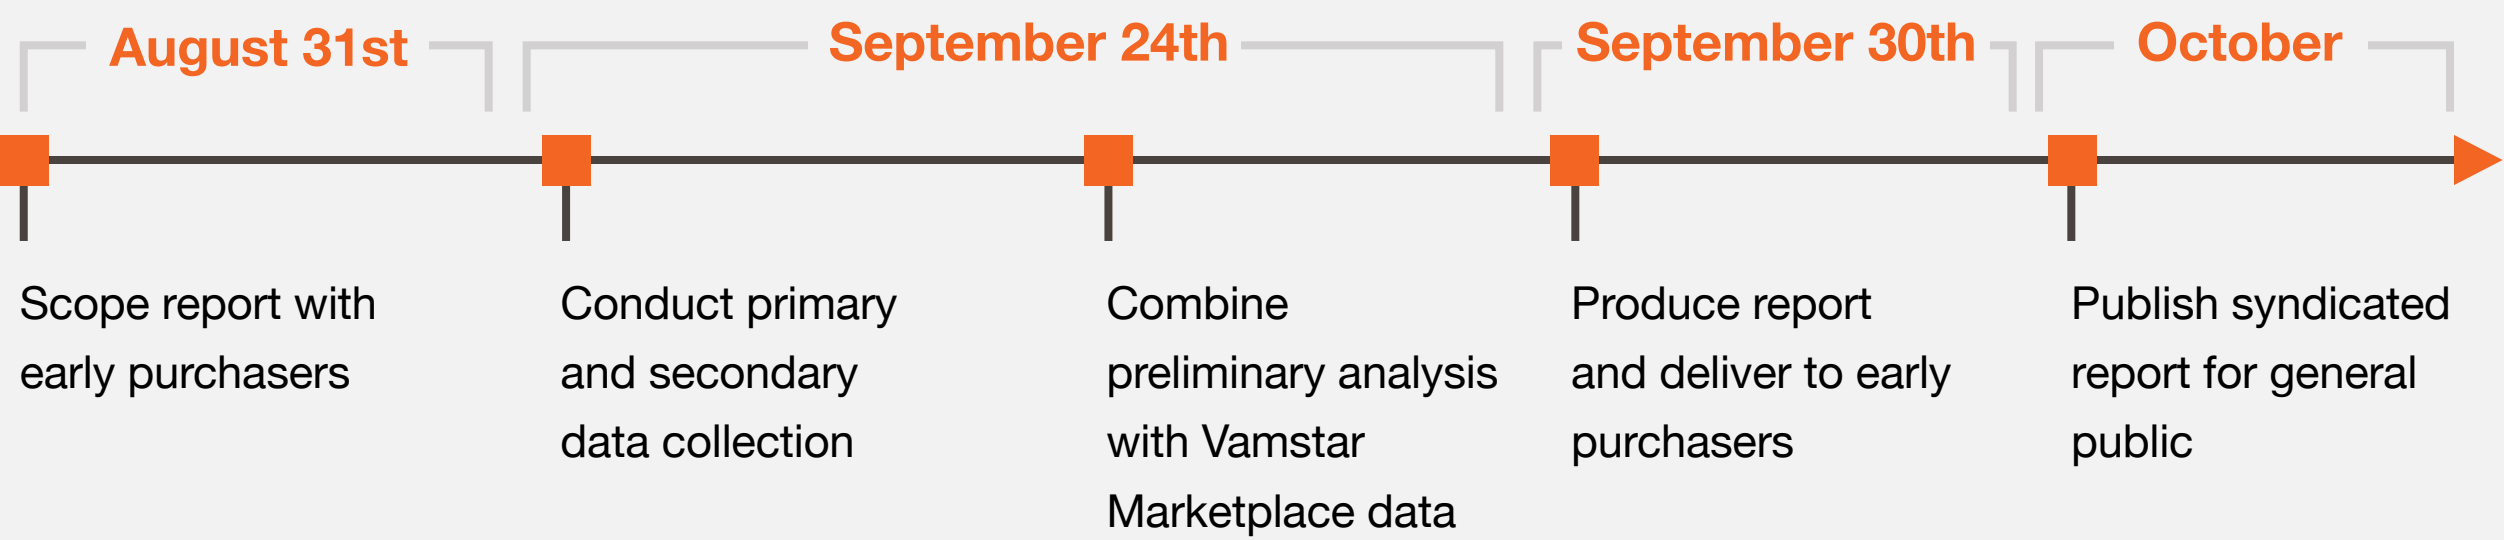 August 31st
September 24th
September 30th
October
Scope report with
early purchasers
Conduct primary
and secondary
data collection
Combine
preliminary analysis
with Vamstar
Marketplace data
Produce report
and deliver to early
purchasers
Publish syndicated
report for general
public